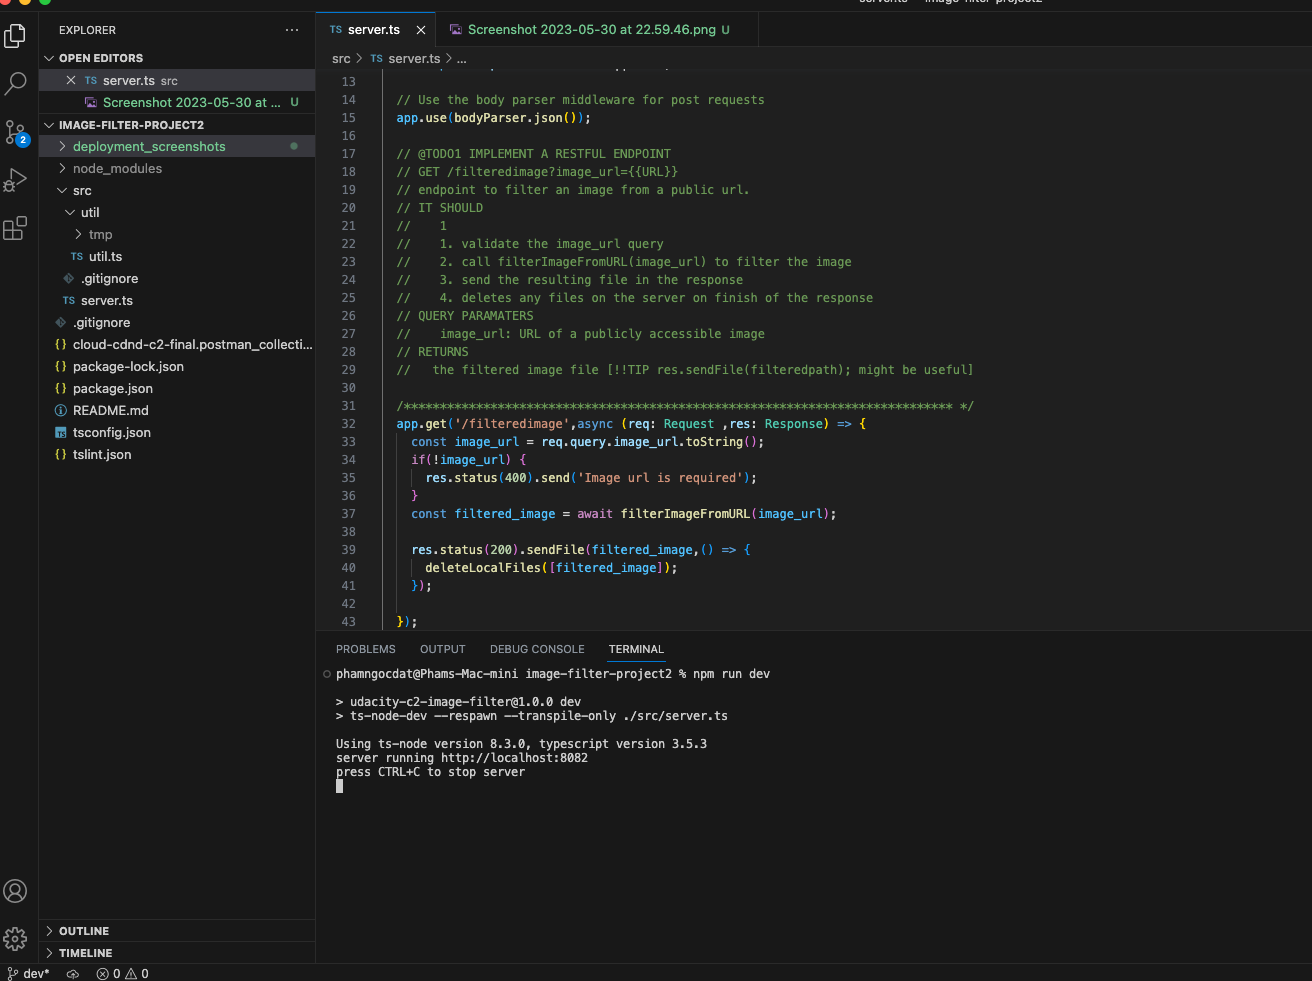 EXPLORER
OPEN EDITORS
TS server.ts src
Screenshot 2023-05-30 at ... U
IMAGE-FILTER-PROJECT2
deployment_screenshots
node_modules
src
util
tmp
TS util.ts
.gitignore
TS server.ts
.gitignore
{} cloud-cdnd-c2-final.postman_collecti...
{} package-lock.json
{} package.json
README.md
TS tsconfig.json
{} tslint.json
OUTLINE
TIMELINE
2
TS server.ts
Screenshot 2023-05-30 at 22.59.46.png U
src > TS server.ts > ...
13
14 // Use the body parser middleware for post requests
15 app.use(bodyParser.json());
16
17 // @TODO1 IMPLEMENT A RESTFUL ENDPOINT
18 // GET /filteredimage?image_url={{URL}}
19 // endpoint to filter an image from a public url.
20 // IT SHOULD
21 //    1
22 //    1. validate the image_url query
23 //    2. call filterImageFromURL(image_url) to filter the image
24 //    3. send the resulting file in the response
25 //    4. deletes any files on the server on finish of the response
26 // QUERY PARAMATERS
27 //    image_url: URL of a publicly accessible image
28 // RETURNS
29 //   the filtered image file [!!TIP res.sendFile(filteredpath); might be useful]
30
31 /**************************************************************************** */
32 app.get('/filteredimage',async (req: Request ,res: Response) => {
33   const image_url = req.query.image_url.toString();
34   if(!image_url) {
35     res.status(400).send('Image url is required');
36   }
37   const filtered_image = await filterImageFromURL(image_url);
38
39   res.status(200).sendFile(filtered_image,() => {
40     deleteLocalFiles([filtered_image]);
41   });
42
43 });
PROBLEMS OUTPUT DEBUG CONSOLE TERMINAL
phamngocdat@Phams-Mac-mini image-filter-project2 % npm run dev
> udacity-c2-image-filter@1.0.0 dev
> ts-node-dev --respawn --transpile-only ./src/server.ts
Using ts-node version 8.3.0, typescript version 3.5.3
server running http://localhost:8082
press CTRL+C to stop server
dev* 0 0